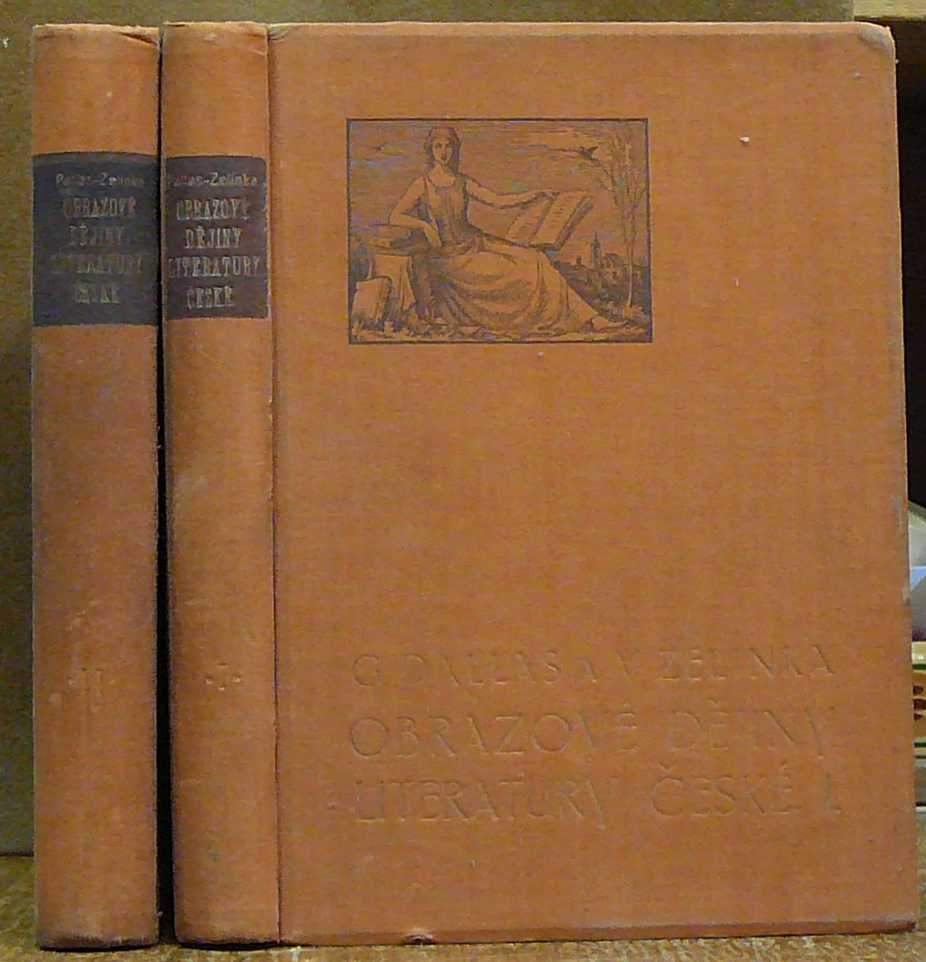 Pallas-Zelinka
OBRAZOVÉ
DĚJINY
LITERATURY
ČESKÉ
·II·
Pallas-Zelinka
OBRAZOVÉ
DĚJINY
LITERATURY
ČESKÉ
·I·
G. PALLAS A V. ZELINKA
OBRAZOVÉ DĚJINY
LITERATURY ČESKÉ I.